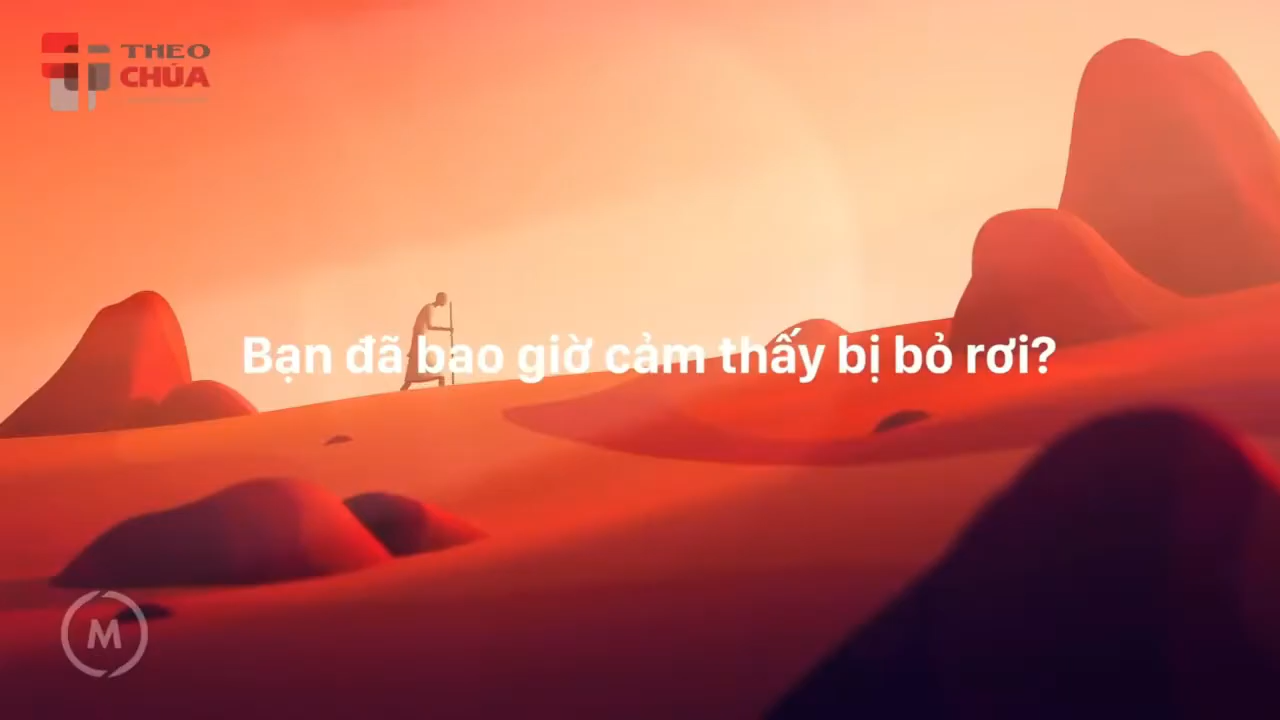 THEO
CHÚA
Bạn đã bao giờ cảm thấy bị bỏ rơi?
M